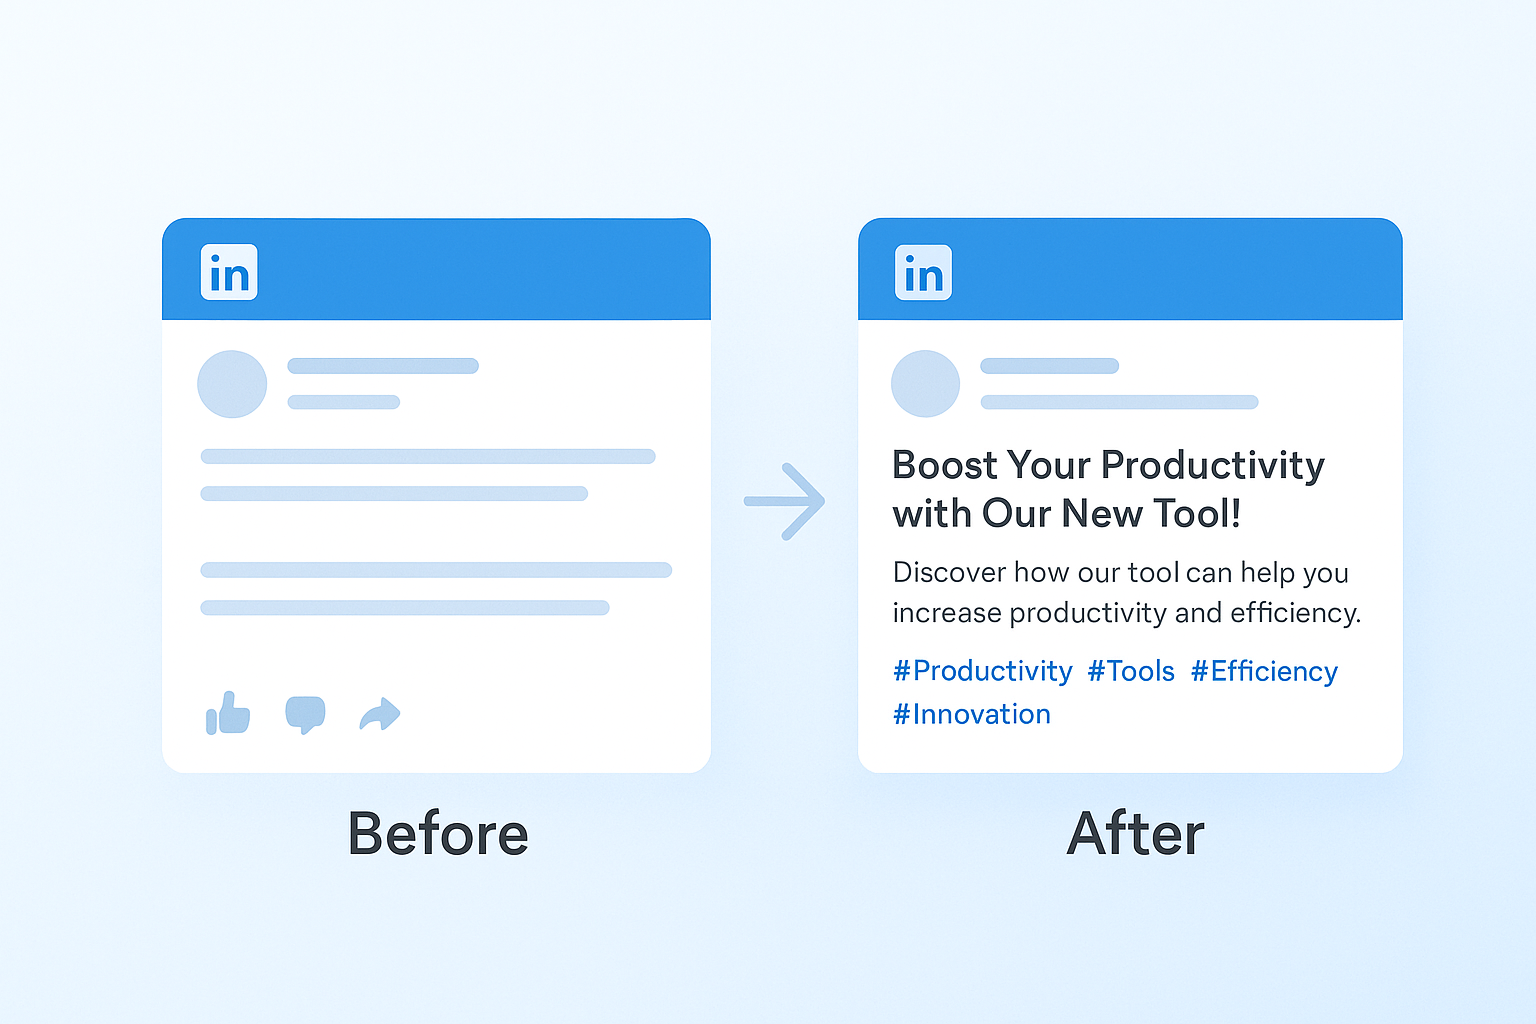 in
Before
in
Boost Your Productivity
with Our New Tool!
Discover how our tool can help you
increase productivity and efficiency.
#Productivity #Tools #Efficiency
#Innovation
After